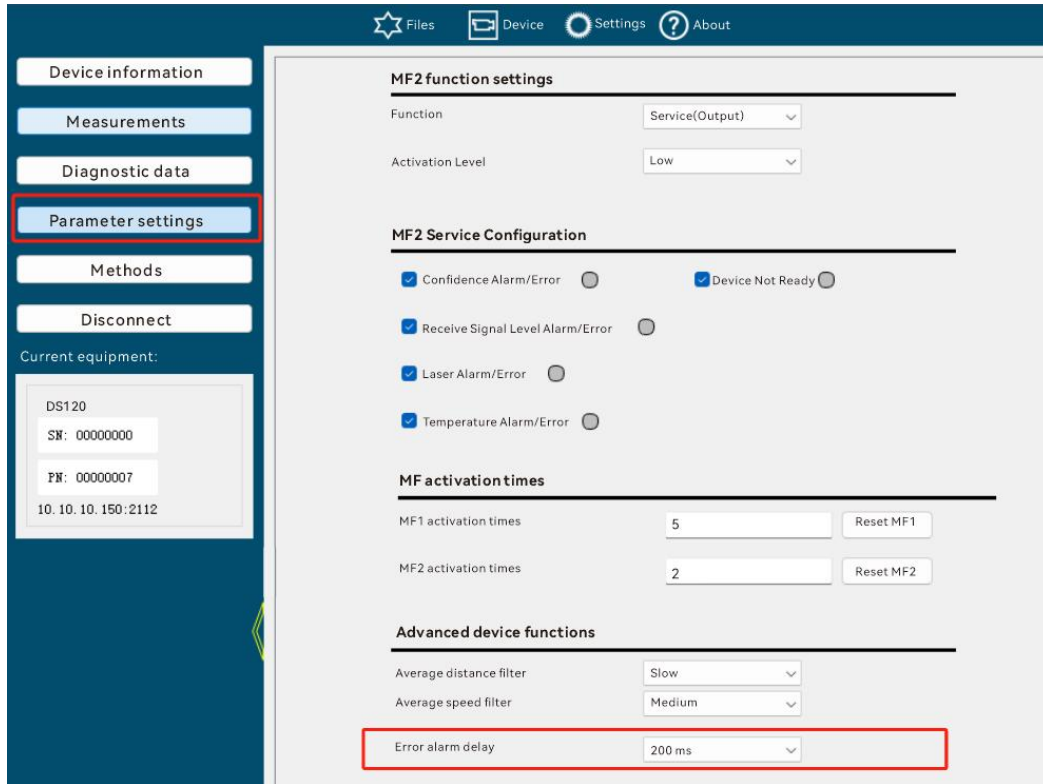 Files Device Settings About
Device information
Measurements
Diagnostic data
Parameter settings
Methods
Disconnect
Current equipment:
DS120
SN: 00000000
PN: 00000007
10.10.10.150:2112
MF2 function settings
Function Service(Output)
Activation Level Low
MF2 Service Configuration
Confidence Alarm/Error Device Not Ready
Receive Signal Level Alarm/Error
Laser Alarm/Error
Temperature Alarm/Error
MF activation times
MF1 activation times 5 Reset MF1
MF2 activation times 2 Reset MF2
Advanced device functions
Average distance filter Slow
Average speed filter Medium
Error alarm delay 200 ms